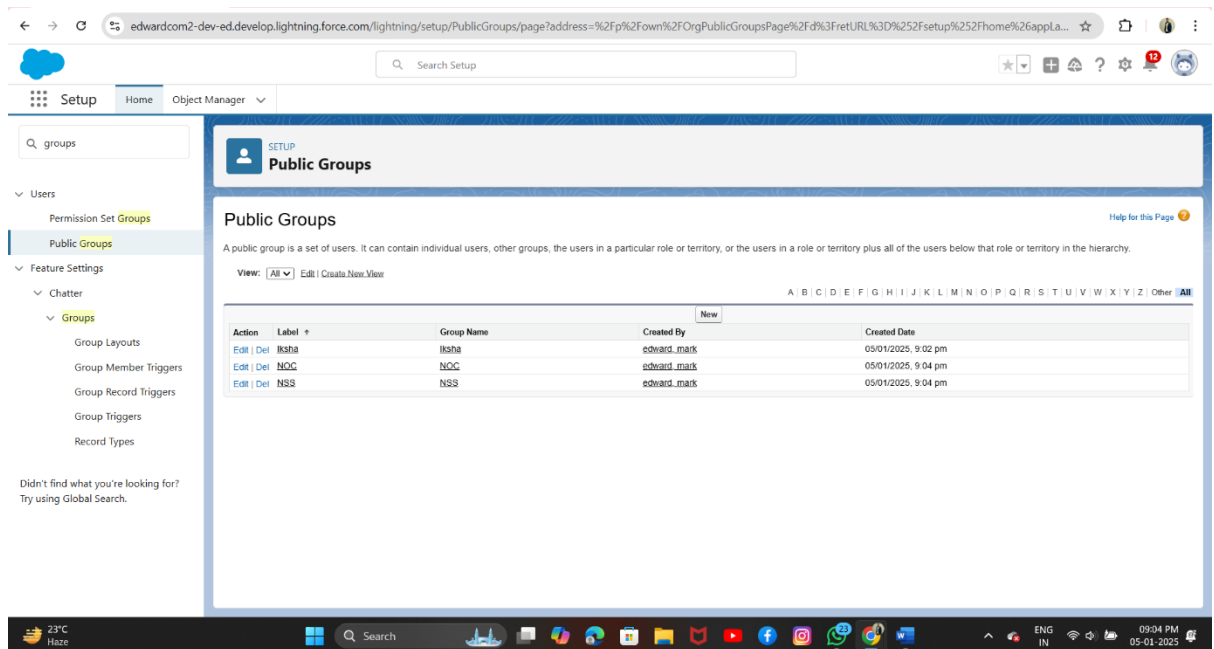 edwardcom2-dev-ed.develop.lightning.force.com/lightning/setup/PublicGroups/page?address=%2Fp%2Fown%2FOrgPublicGroupsPage%2Fd%3FretURL%3D%252Fsetup%252Fhome%26appLa...
Search Setup
12
Setup Home Object Manager
groups
SETUP
Public Groups
Users
Permission Set Groups
Public Groups
Feature Settings
Chatter
Groups
Group Layouts
Group Member Triggers
Group Record Triggers
Group Triggers
Record Types
Didn't find what you're looking for?
Try using Global Search.
Public Groups
Help for this Page
A public group is a set of users. It can contain individual users, other groups, the users in a particular role or territory, or the users in a role or territory plus all of the users below that role or territory in the hierarchy.
View: All Edit | Create New View
A | B | C | D | E | F | G | H | I | J | K | L | M | N | O | P | Q | R | S | T | U | V | W | X | Y | Z | Other All
New
Action Label ↑ Group Name Created By Created Date
Edit | Del Iksha Iksha edward, mark 05/01/2025, 9:02 pm
Edit | Del NOC NOC edward, mark 05/01/2025, 9:04 pm
Edit | Del NSS NSS edward, mark 05/01/2025, 9:04 pm
23°C
Haze
Search
23
ENG
IN
09:04 PM
05-01-2025